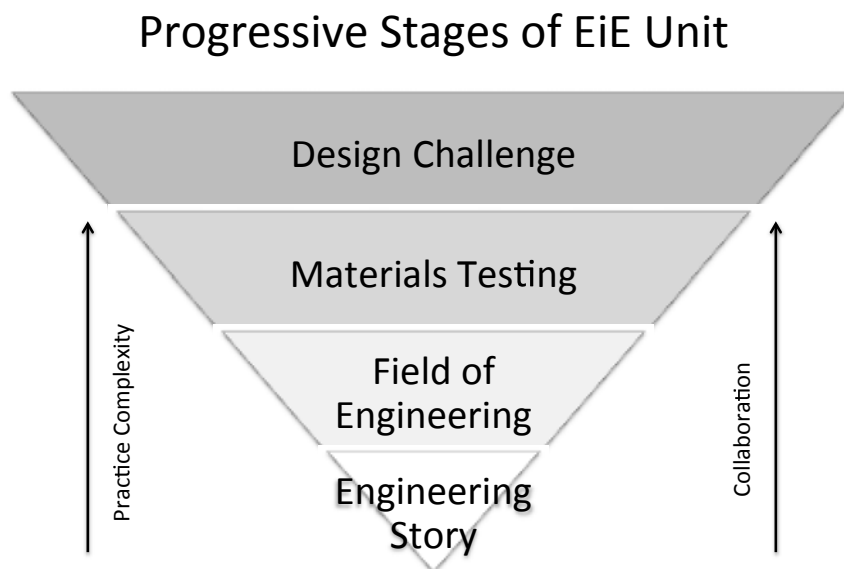 Progressive Stages of EiE Unit
Design Challenge
Materials Testing
Field of
Engineering
Engineering
Story
Practice Complexity
Collaboration